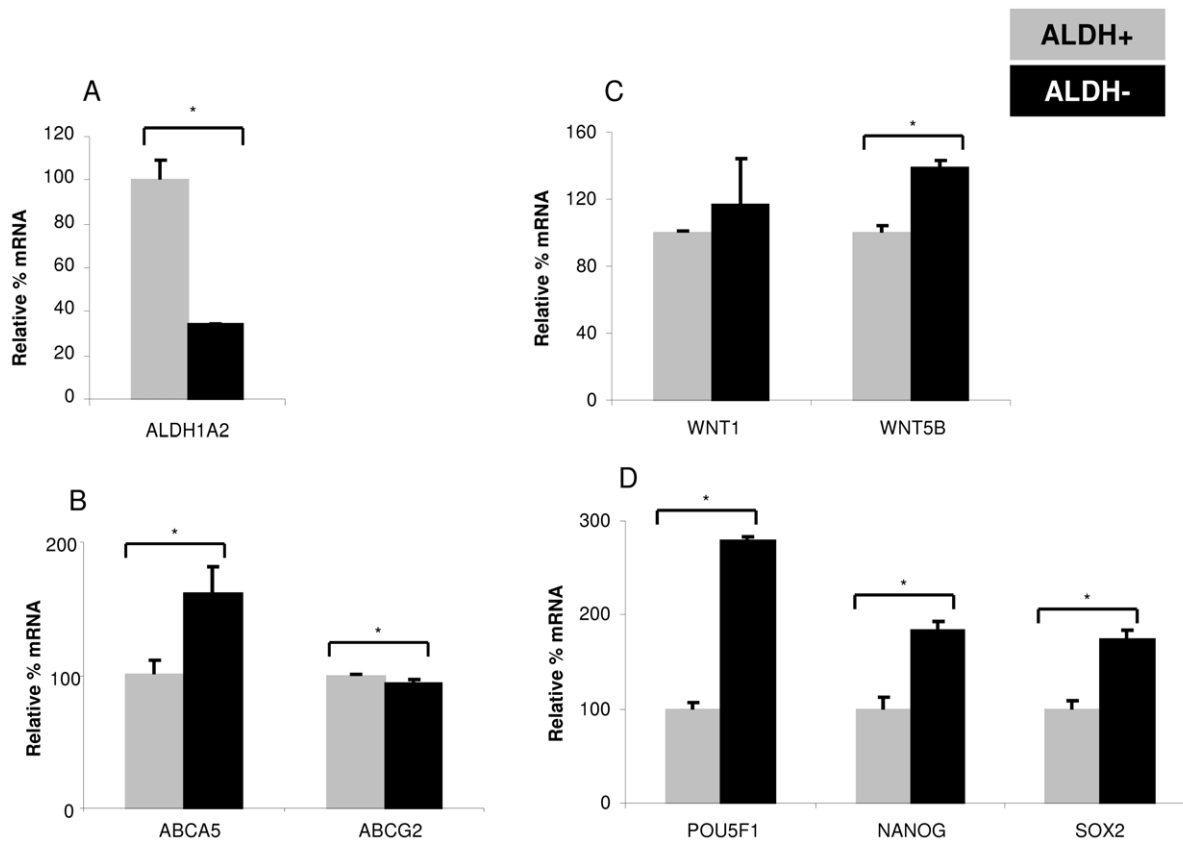 ALDH+
ALDH-
A
*
Relative % mRNA
120
100
80
60
40
20
0
ALDH1A2
C
*
Relative % mRNA
160
120
80
40
0
WNT1 WNT5B
B
*
*
Relative % mRNA
200
100
0
ABCA5 ABCG2
D
*
*
*
Relative % mRNA
300
200
100
0
POU5F1 NANOG SOX2